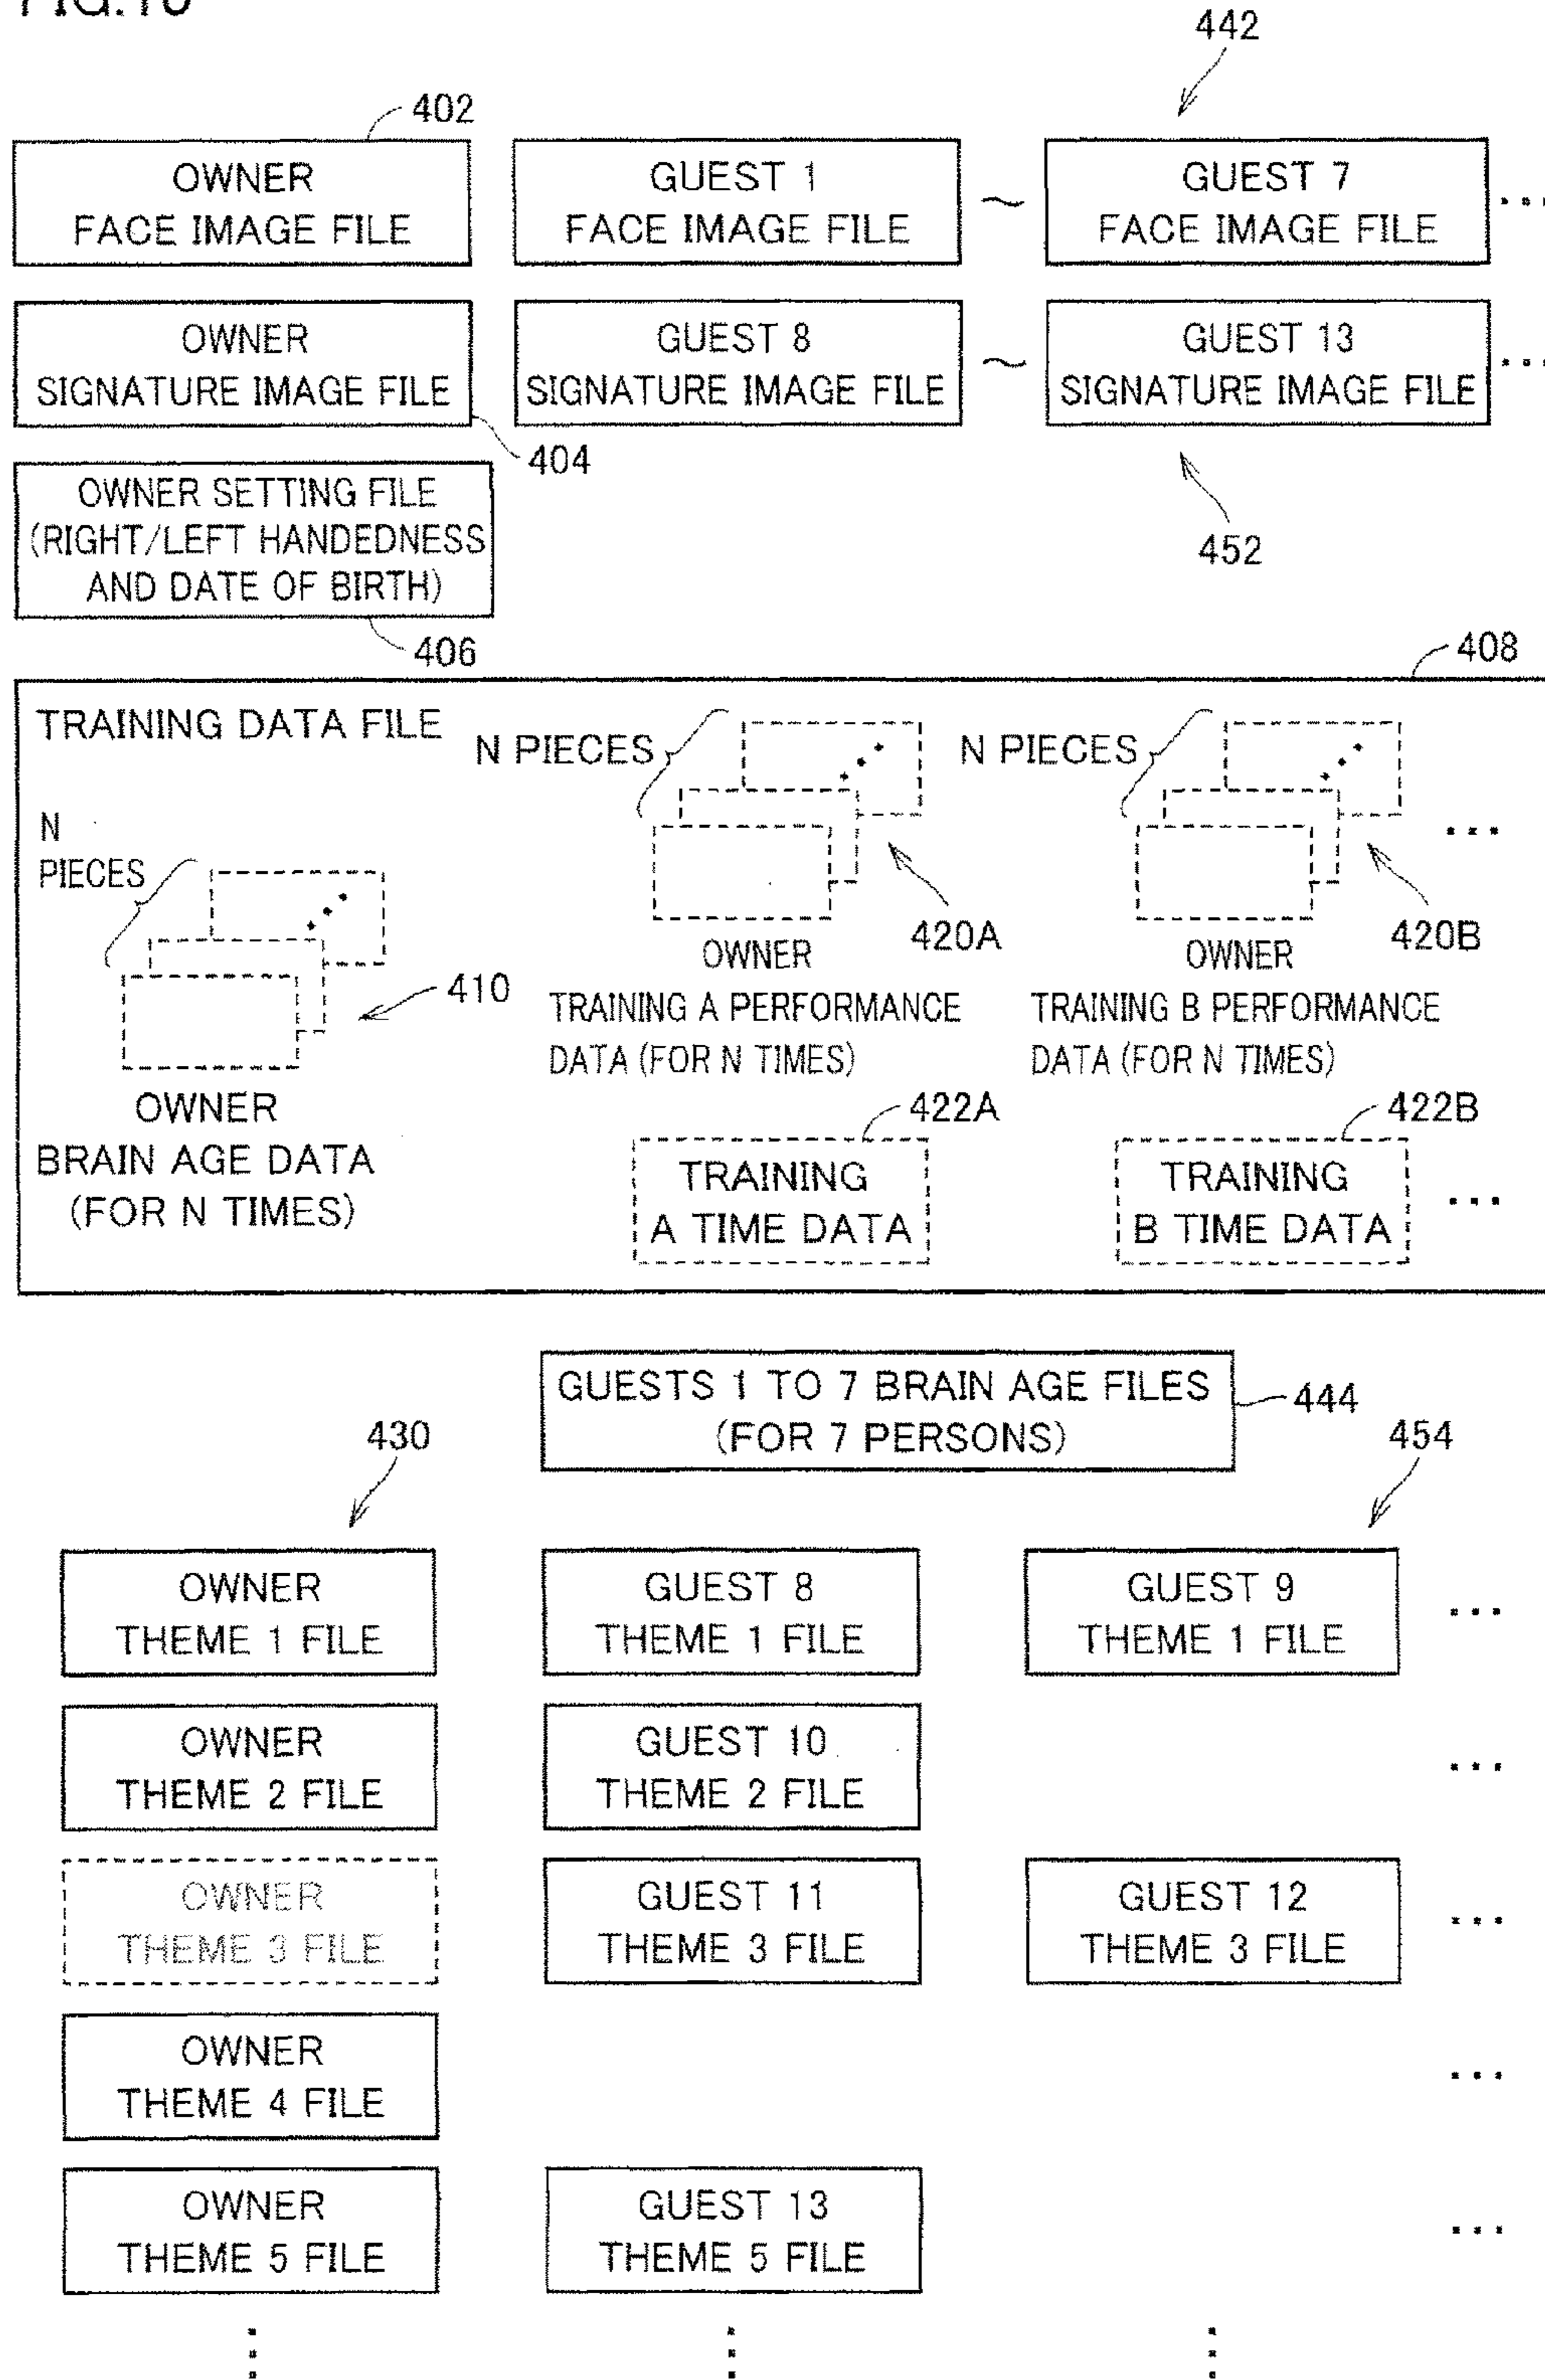 FIG.10
442
402
OWNER
FACE IMAGE FILE
GUEST 1
FACE IMAGE FILE
~
GUEST 7
FACE IMAGE FILE
...
OWNER
SIGNATURE IMAGE FILE
GUEST 8
SIGNATURE IMAGE FILE
~
GUEST 13
SIGNATURE IMAGE FILE
...
404
452
OWNER SETTING FILE
(RIGHT/LEFT HANDEDNESS
AND DATE OF BIRTH)
406
408
TRAINING DATA FILE
N
PIECES
410
OWNER
BRAIN AGE DATA
(FOR N TIMES)
N PIECES
420A
OWNER
TRAINING A PERFORMANCE
DATA (FOR N TIMES)
422A
TRAINING
A TIME DATA
N PIECES
...
420B
OWNER
TRAINING B PERFORMANCE
DATA (FOR N TIMES)
422B
TRAINING
B TIME DATA
...
GUESTS 1 TO 7 BRAIN AGE FILES
(FOR 7 PERSONS)
444
430
454
OWNER
THEME 1 FILE
GUEST 8
THEME 1 FILE
GUEST 9
THEME 1 FILE
...
OWNER
THEME 2 FILE
GUEST 10
THEME 2 FILE
...
OWNER
THEME 3 FILE
GUEST 11
THEME 3 FILE
GUEST 12
THEME 3 FILE
...
OWNER
THEME 4 FILE
...
OWNER
THEME 5 FILE
GUEST 13
THEME 5 FILE
...